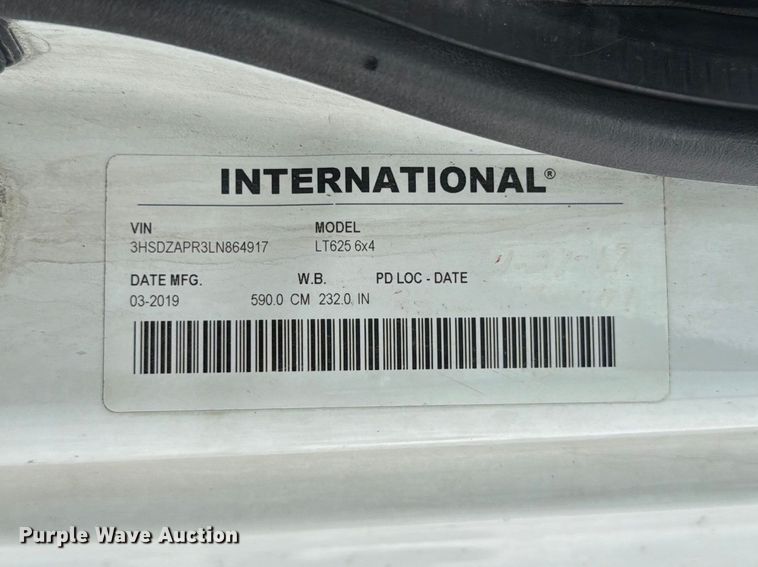 INTERNATIONAL®
VIN MODEL
3HSDZAPR3LN864917 LT625 6x4
DATE MFG. W.B. PD LOC - DATE
03-2019 590.0 CM 232.0 IN
Purple Wave Auction